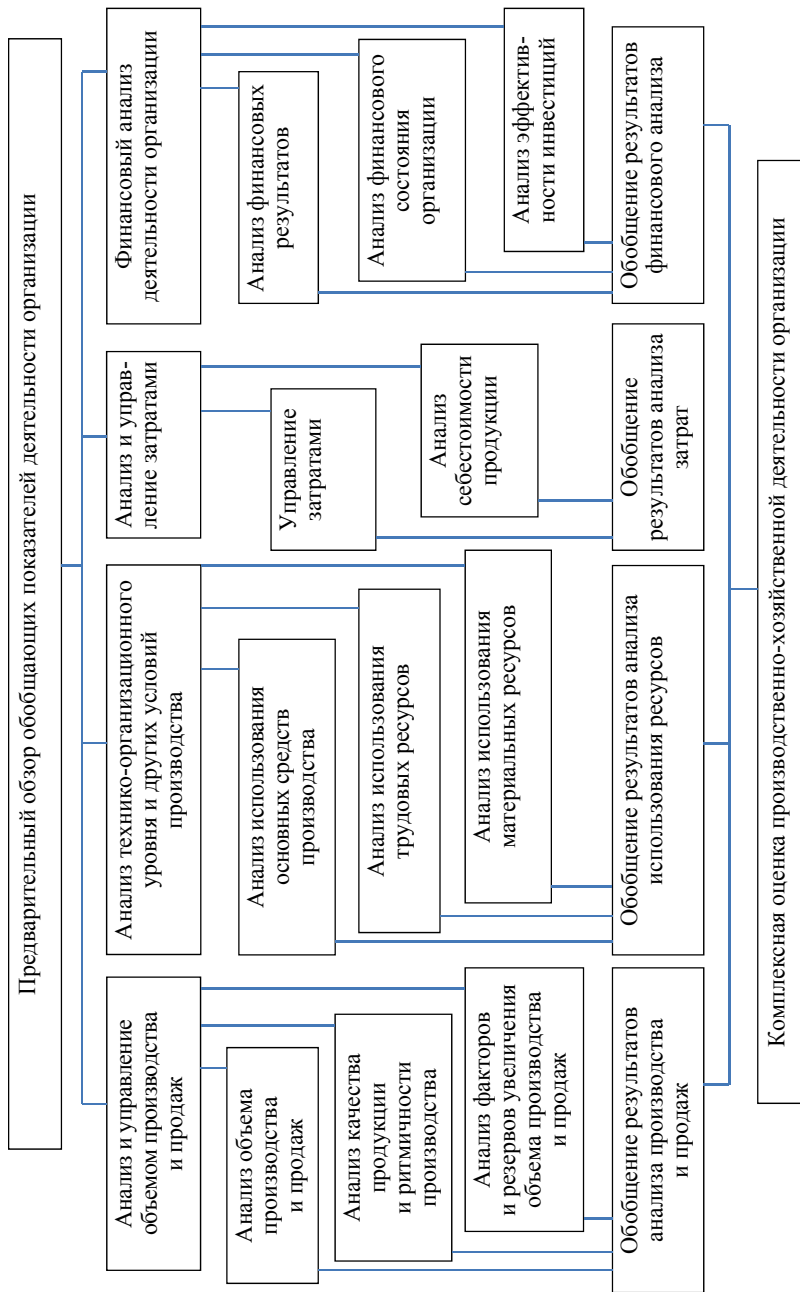 Предварительный обзор обобщающих показателей деятельности организации
Анализ и управление
объемом производства
и продаж
Анализ объема
производства
и продаж
Анализ качества
продукции
и ритмичности
производства
Анализ факторов
и резервов увеличения
объема производства
и продаж
Обобщение результатов
анализа производства
и продаж
Анализ технико-организационного
уровня и других условий
производства
Анализ использования
основных средств
производства
Анализ использования
трудовых ресурсов
Анализ использования
материальных ресурсов
Обобщение результатов анализа
использования ресурсов
Анализ и управ-
ление затратами
Управление
затратами
Анализ
себестоимости
продукции
Обобщение
результатов анализа
затрат
Финансовый анализ
деятельности организации
Анализ финансовых
результатов
Анализ финансового
состояния
организации
Анализ эффектив-
ности инвестиций
Обобщение результатов
финансового анализа
Комплексная оценка производственно-хозяйственной деятельности организации